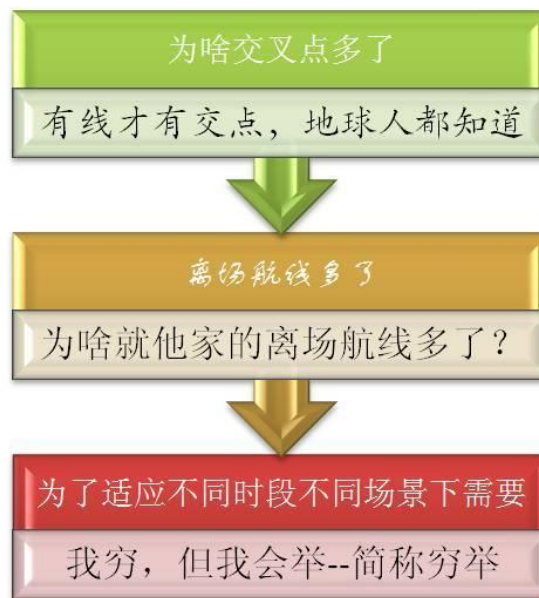 为啥交叉点多了
有线才有交点，地球人都知道
离场航线多了
为啥就他家的离场航线多了？
为了适应不同时段不同场景下需要
我穷，但我会举--简称穷举